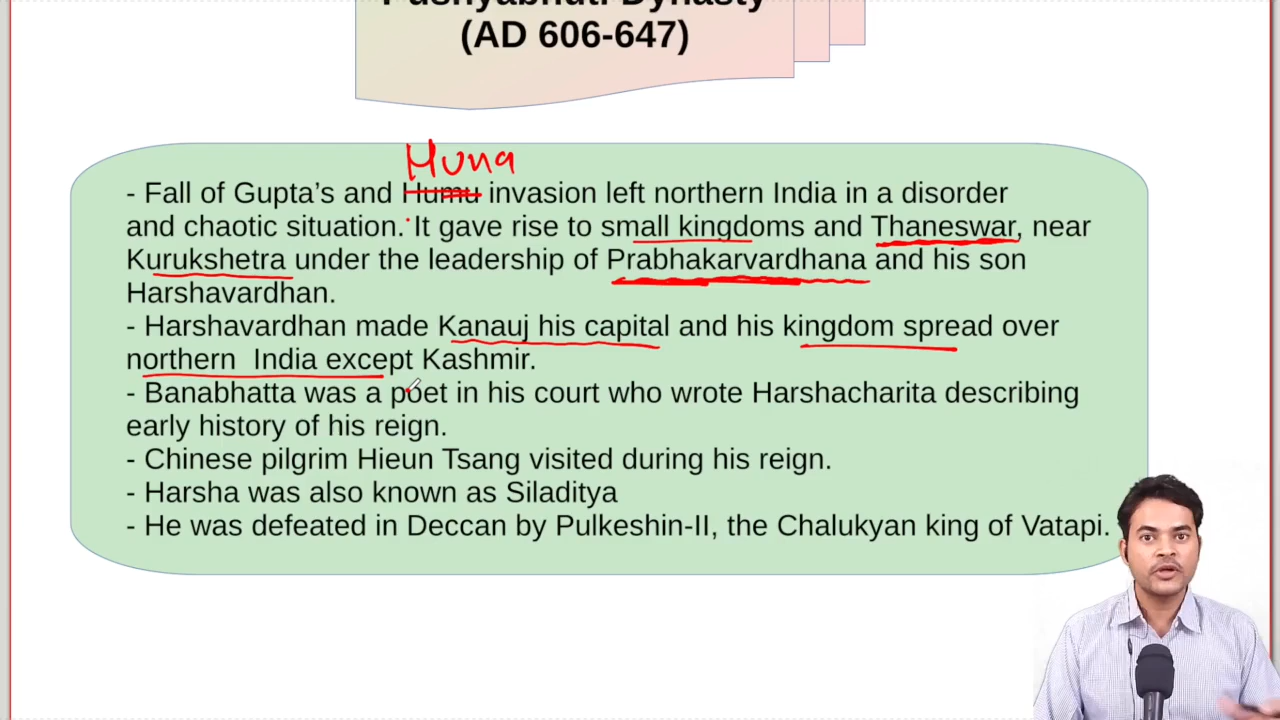 Pushyabhuti Dynasty
(AD 606-647)
Huna
- Fall of Gupta's and Humu invasion left northern India in a disorder
and chaotic situation. It gave rise to small kingdoms and Thaneswar, near
Kurukshetra under the leadership of Prabhakarvardhana and his son
Harshavardhan.
- Harshavardhan made Kanauj his capital and his kingdom spread over
northern India except Kashmir.
- Banabhatta was a poet in his court who wrote Harshacharita describing
early history of his reign.
- Chinese pilgrim Hieun Tsang visited during his reign.
- Harsha was also known as Siladitya
- He was defeated in Deccan by Pulkeshin-II, the Chalukyan king of Vatapi.